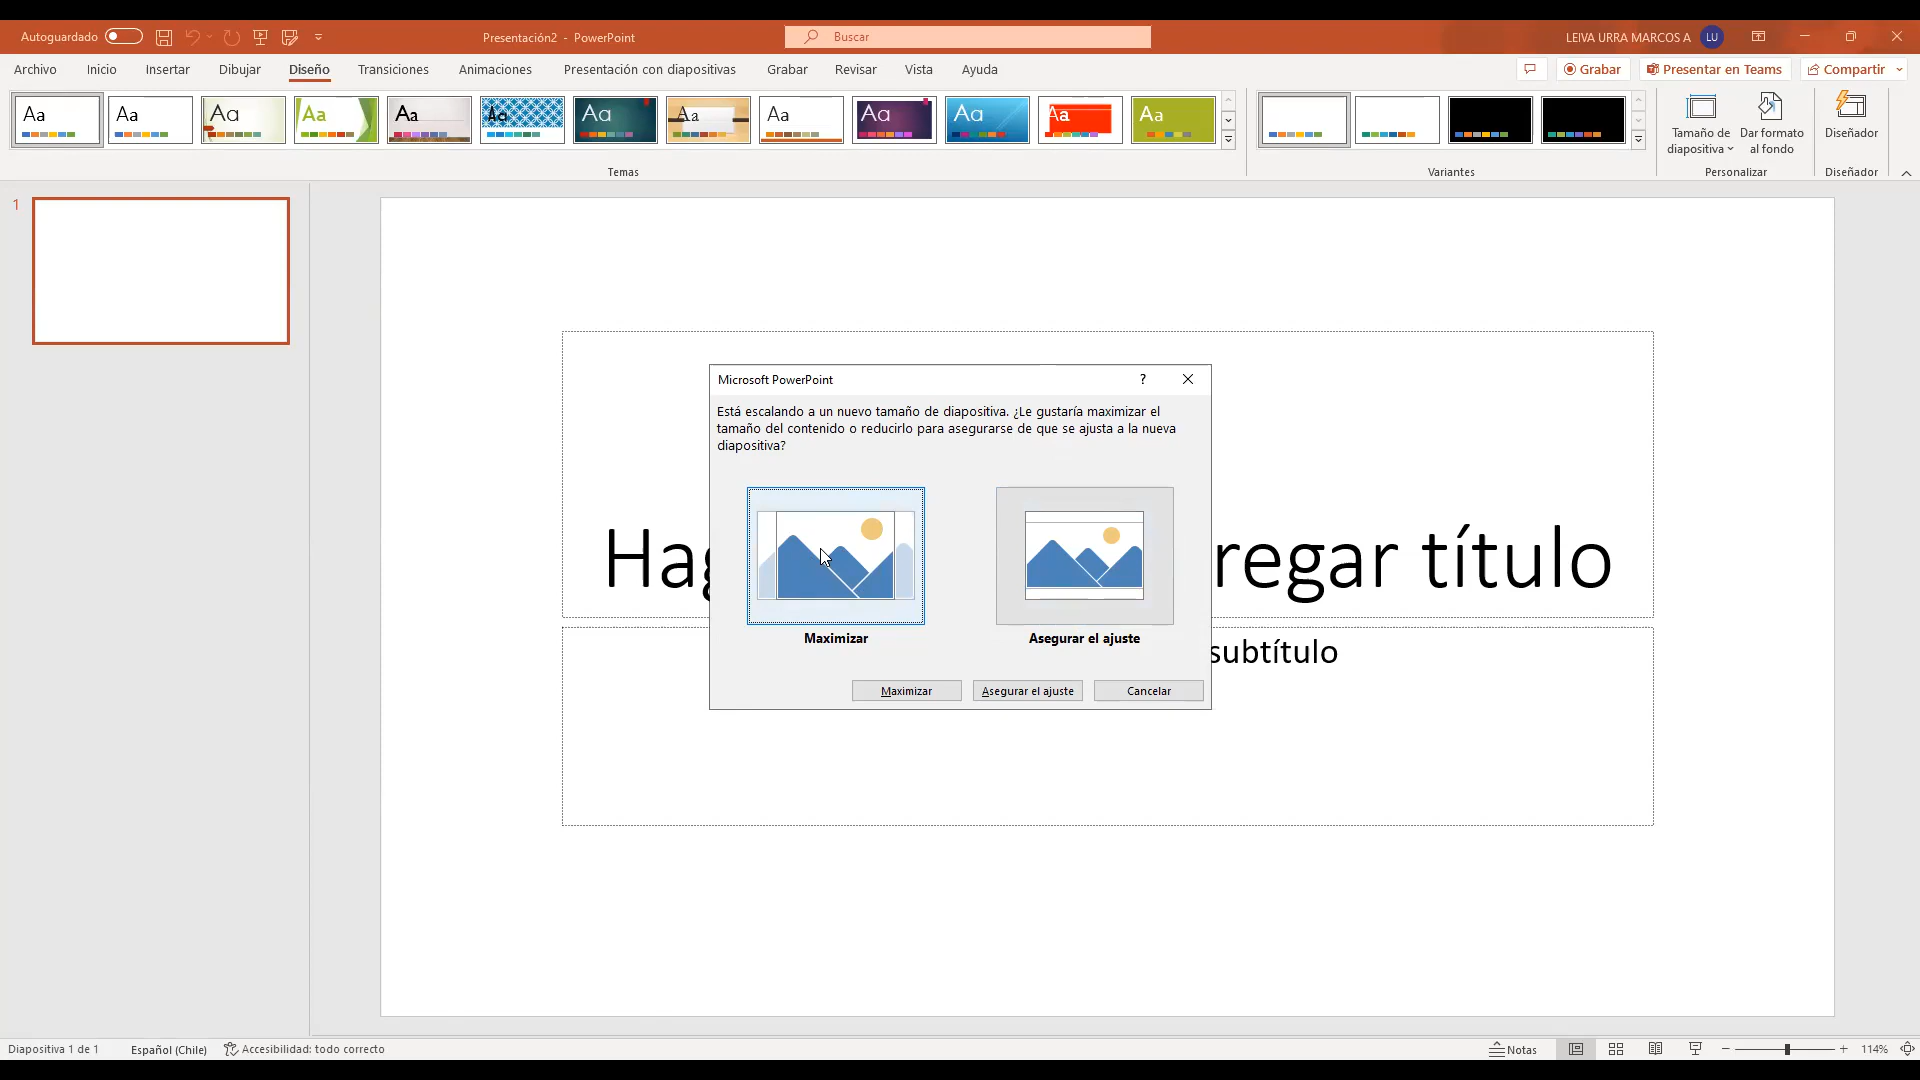 Autoguardado
Presentación2 - PowerPoint
Buscar
LEIVA URRA MARCOS A
LU
Archivo
Inicio
Insertar
Dibujar
Diseño
Transiciones
Animaciones
Presentación con diapositivas
Grabar
Revisar
Vista
Ayuda
Grabar
Presentar en Teams
Compartir
Aa
Aa
Aa
Aa
Aa
Aa
Aa
Aa
Aa
Aa
Aa
Aa
Aa
Temas
Variantes
Tamaño de
diapositiva
Dar formato
al fondo
Personalizar
Diseñador
Diseñador
1
Microsoft PowerPoint
?
Está escalando a un nuevo tamaño de diapositiva. ¿Le gustaría maximizar el
tamaño del contenido o reducirlo para asegurarse de que se ajusta a la nueva
diapositiva?
Maximizar
Asegurar el ajuste
Maximizar
Asegurar el ajuste
Cancelar
Hag
regar título
subtítulo
Diapositiva 1 de 1
Español (Chile)
Accesibilidad: todo correcto
Notas
114%